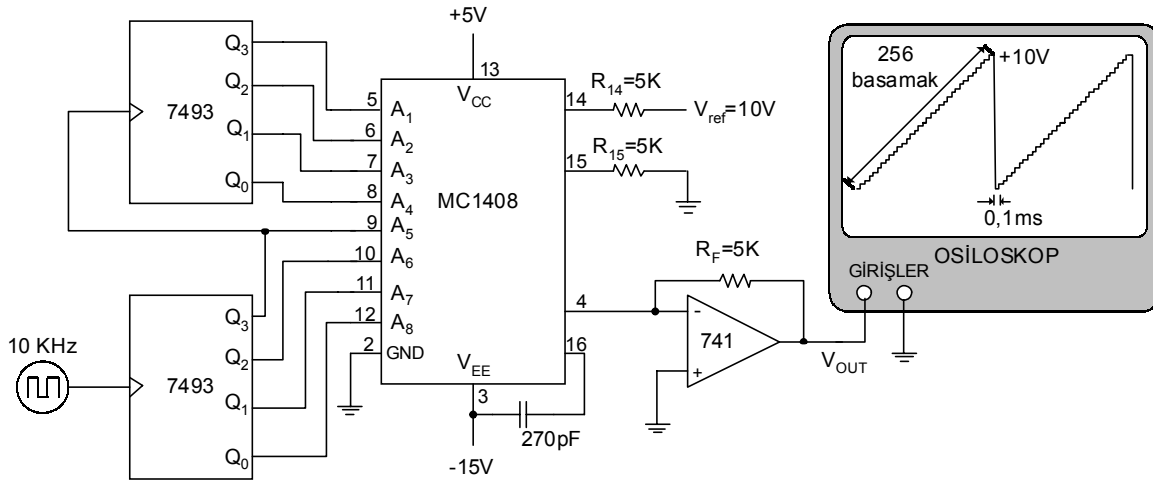 +5V
7493
Q3
Q2
Q1
Q0
13
VCC
MC1408
5
A1
6
A2
7
A3
8
A4
9
A5
10
A6
11
A7
12
A8
2
GND
VEE
3
14
R14=5K
Vref=10V
15
R15=5K
4
16
RF=5K
-
741
+
VOUT
270pF
-15V
10 KHz
7493
Q3
Q2
Q1
Q0
256
basamak
+10V
0,1ms
OSİLOSKOP
GİRİŞLER